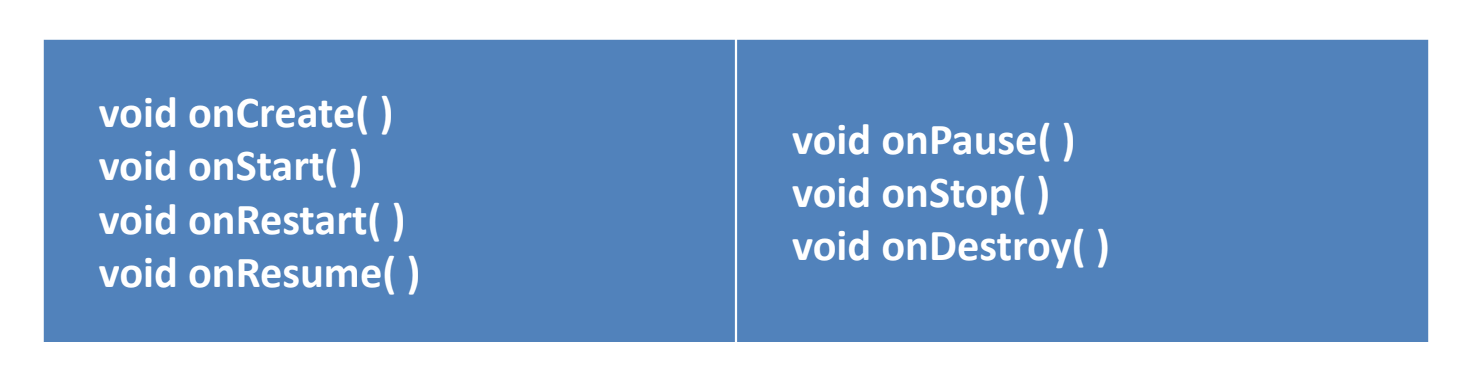 void onCreate( )
void onStart( )
void onRestart( )
void onResume( )
void onPause( )
void onStop( )
void onDestroy( )